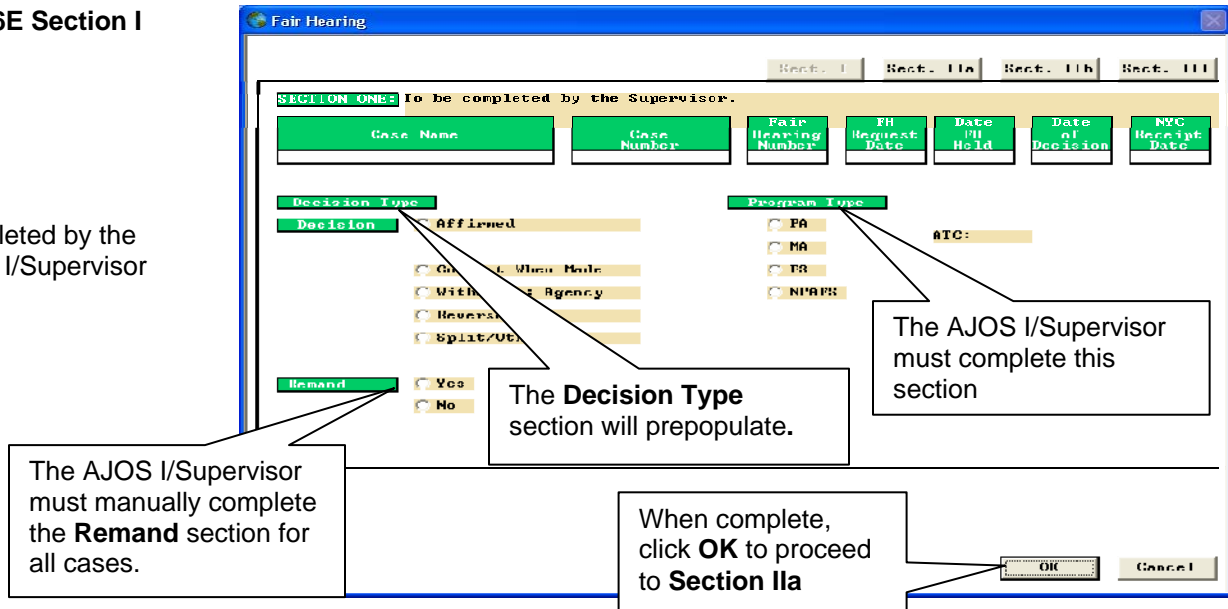 6E Section I
Fair Hearing
Sect. I Sect. IIa Sect. IIb Sect. III
SECTION ONE: To be completed by the Supervisor.
Case Name
Case Number
Fair Hearing Number
FH Request Date
Date FH Held
Date of Decision
NYC Receipt Date
Decision Type
Program Type
Decision
Affirmed
When Made
Agency
PA
MA
FS
NPAFS
ATC:
leted by the
I/Supervisor
Remand
Yes
No
The AJOS I/Supervisor
must complete this
section
The Decision Type
section will prepopulate.
The AJOS I/Supervisor
must manually complete
the Remand section for
all cases.
When complete,
click OK to proceed
to Section IIa
OK
Cancel